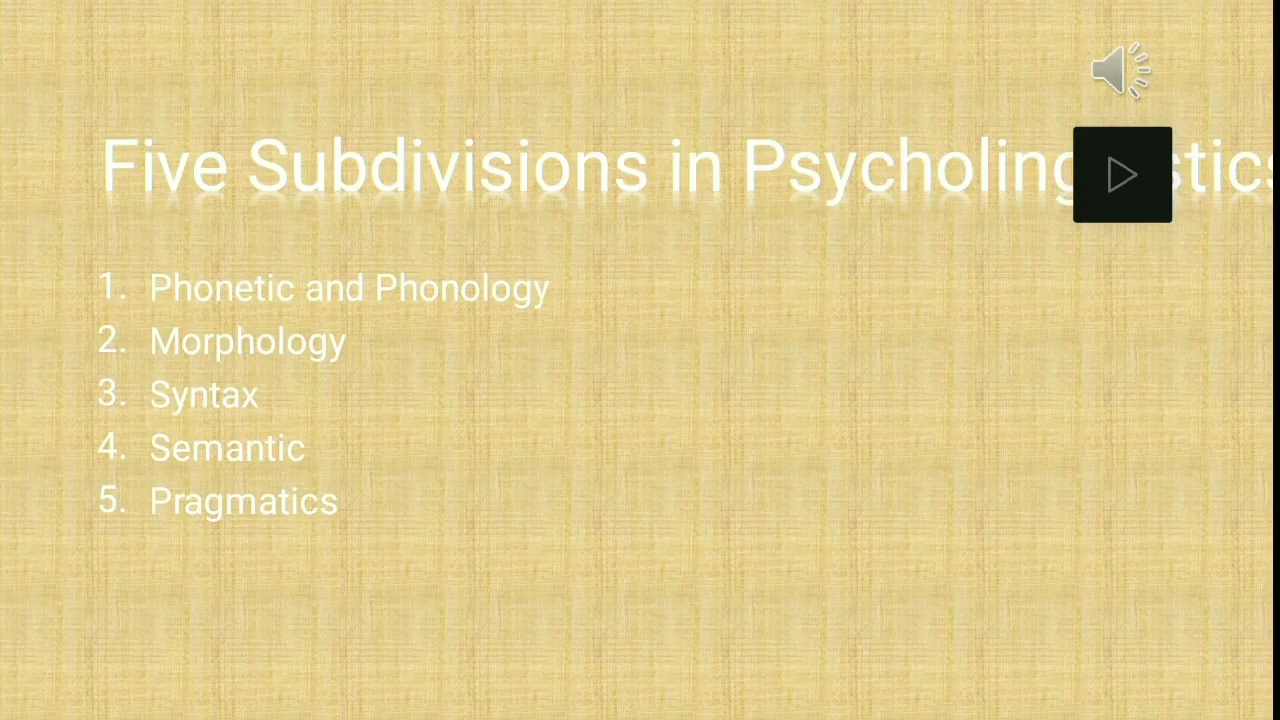 Five Subdivisions in
1. Phonetic and Phonology
2. Morphology
3. Syntax
4. Semantic
5. Pragmatics